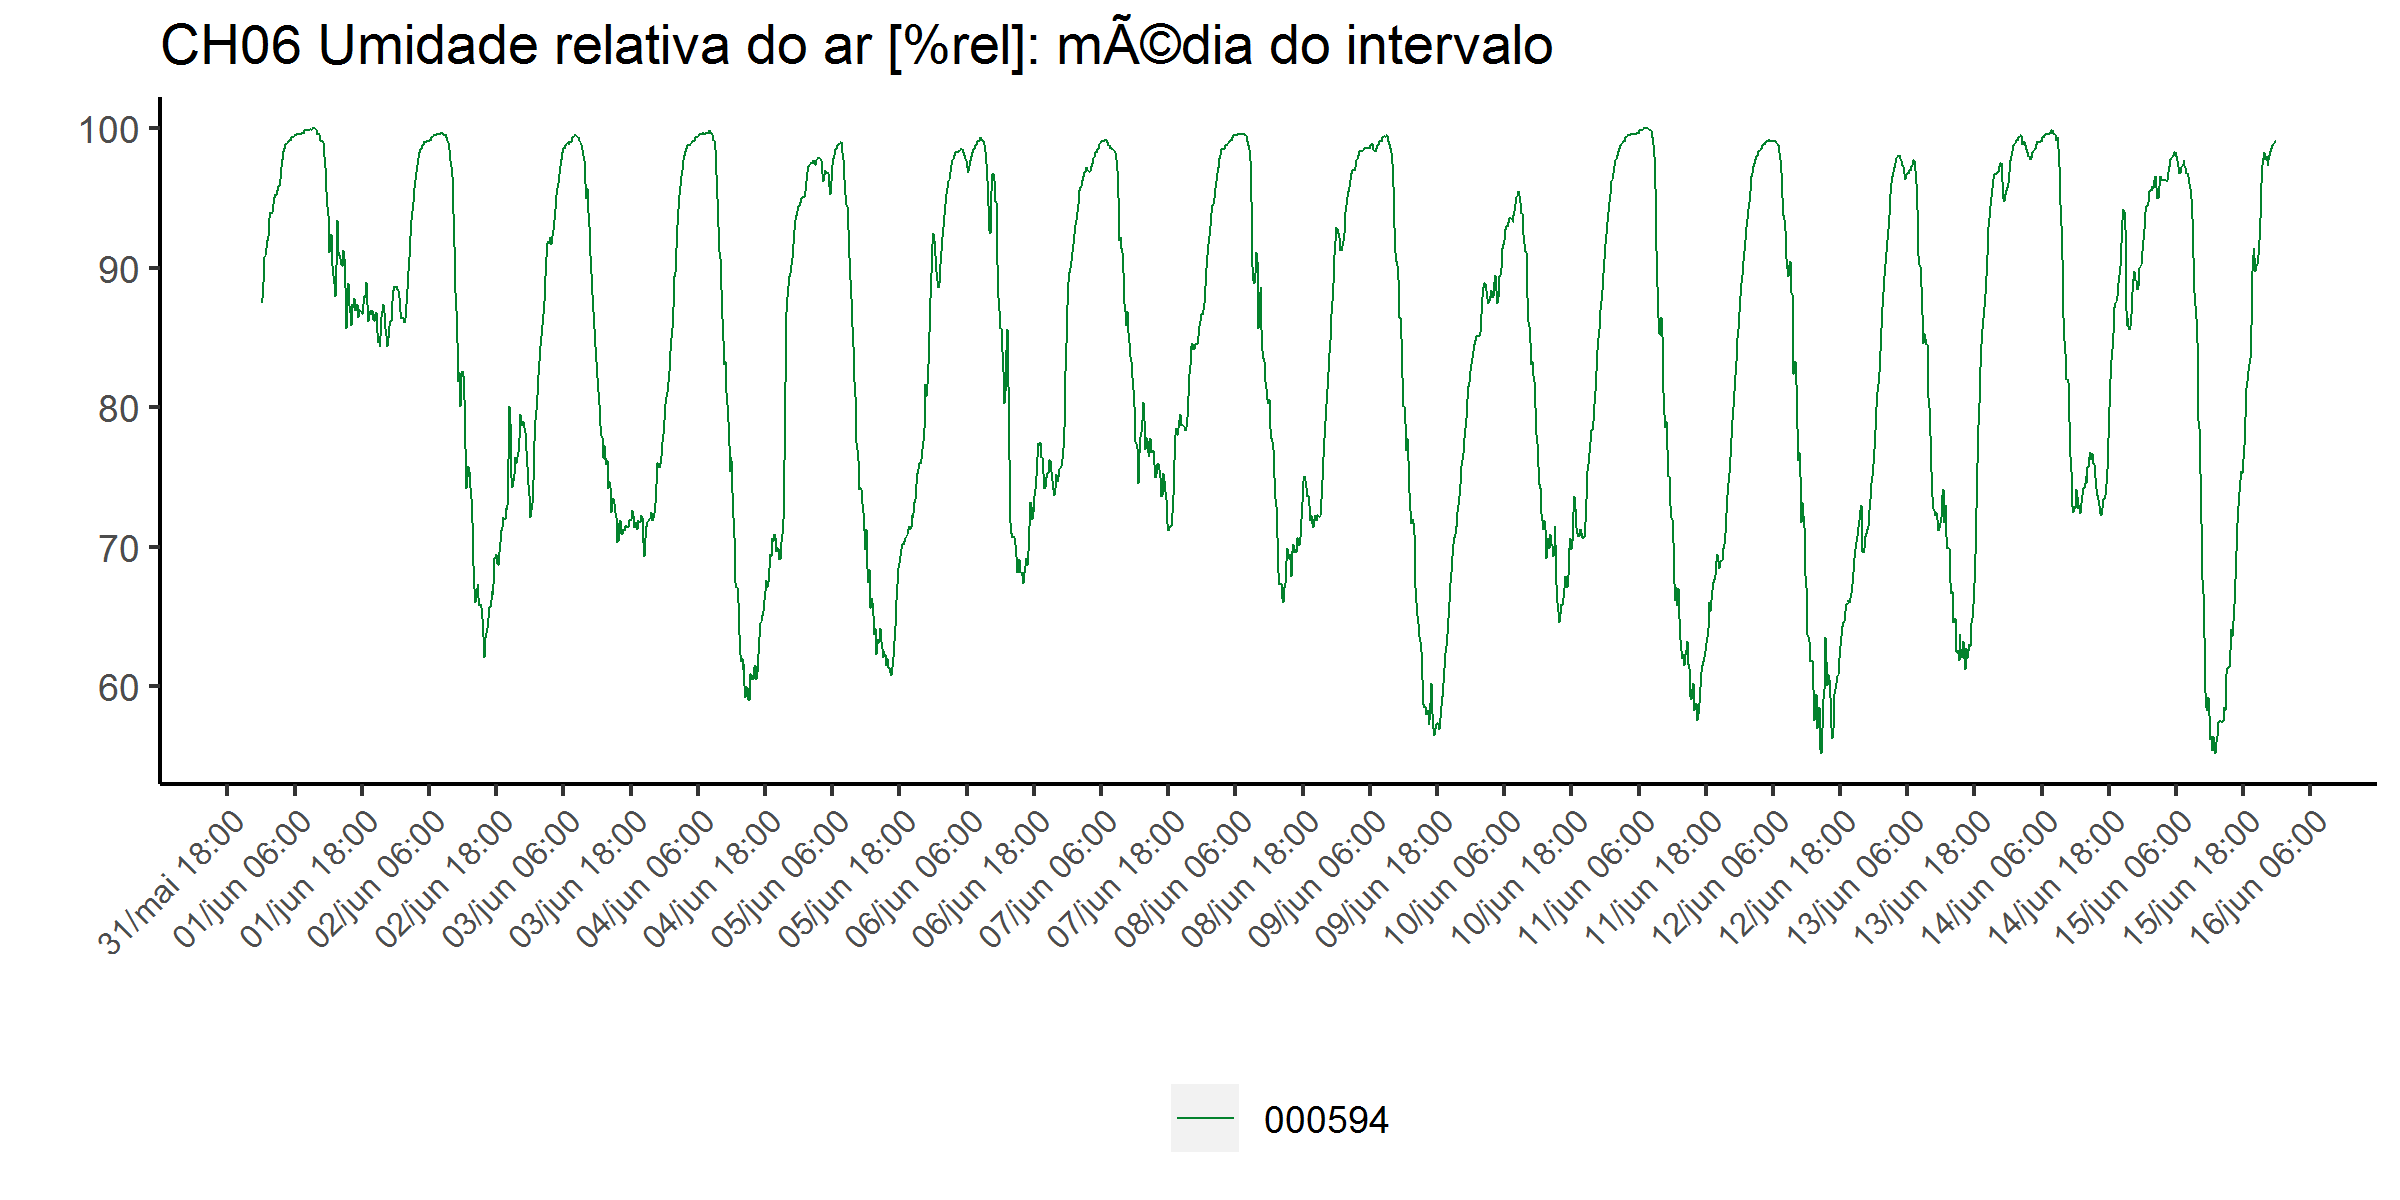 CH06 Umidade relativa do ar [%rel]: mÃ©dia do intervalo
100
90
80
70
60
31/mai 18:00
01/jun 06:00
01/jun 18:00
02/jun 06:00
02/jun 18:00
03/jun 06:00
03/jun 18:00
04/jun 06:00
04/jun 18:00
05/jun 06:00
05/jun 18:00
06/jun 06:00
06/jun 18:00
07/jun 06:00
07/jun 18:00
08/jun 06:00
08/jun 18:00
09/jun 06:00
09/jun 18:00
10/jun 06:00
10/jun 18:00
11/jun 06:00
11/jun 18:00
12/jun 06:00
12/jun 18:00
13/jun 06:00
13/jun 18:00
14/jun 06:00
14/jun 18:00
15/jun 06:00
15/jun 18:00
16/jun 06:00
000594